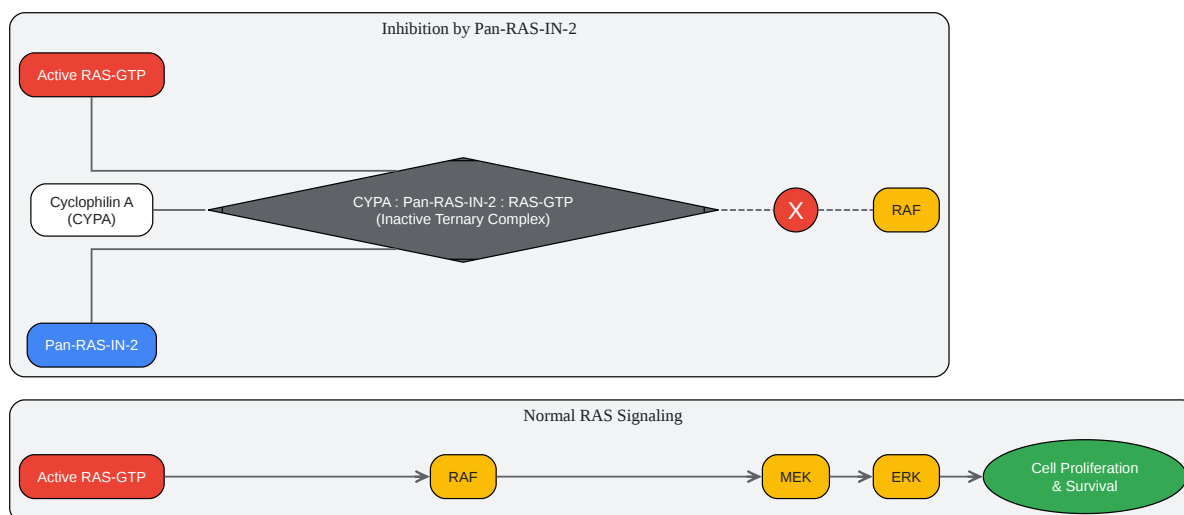 Inhibition by Pan-RAS-IN-2
Active RAS-GTP
Cyclophilin A
(CYPA)
CYPA : Pan-RAS-IN-2 : RAS-GTP
(Inactive Ternary Complex)
X
RAF
Pan-RAS-IN-2
Normal RAS Signaling
Active RAS-GTP
RAF
MEK
ERK
Cell Proliferation
& Survival